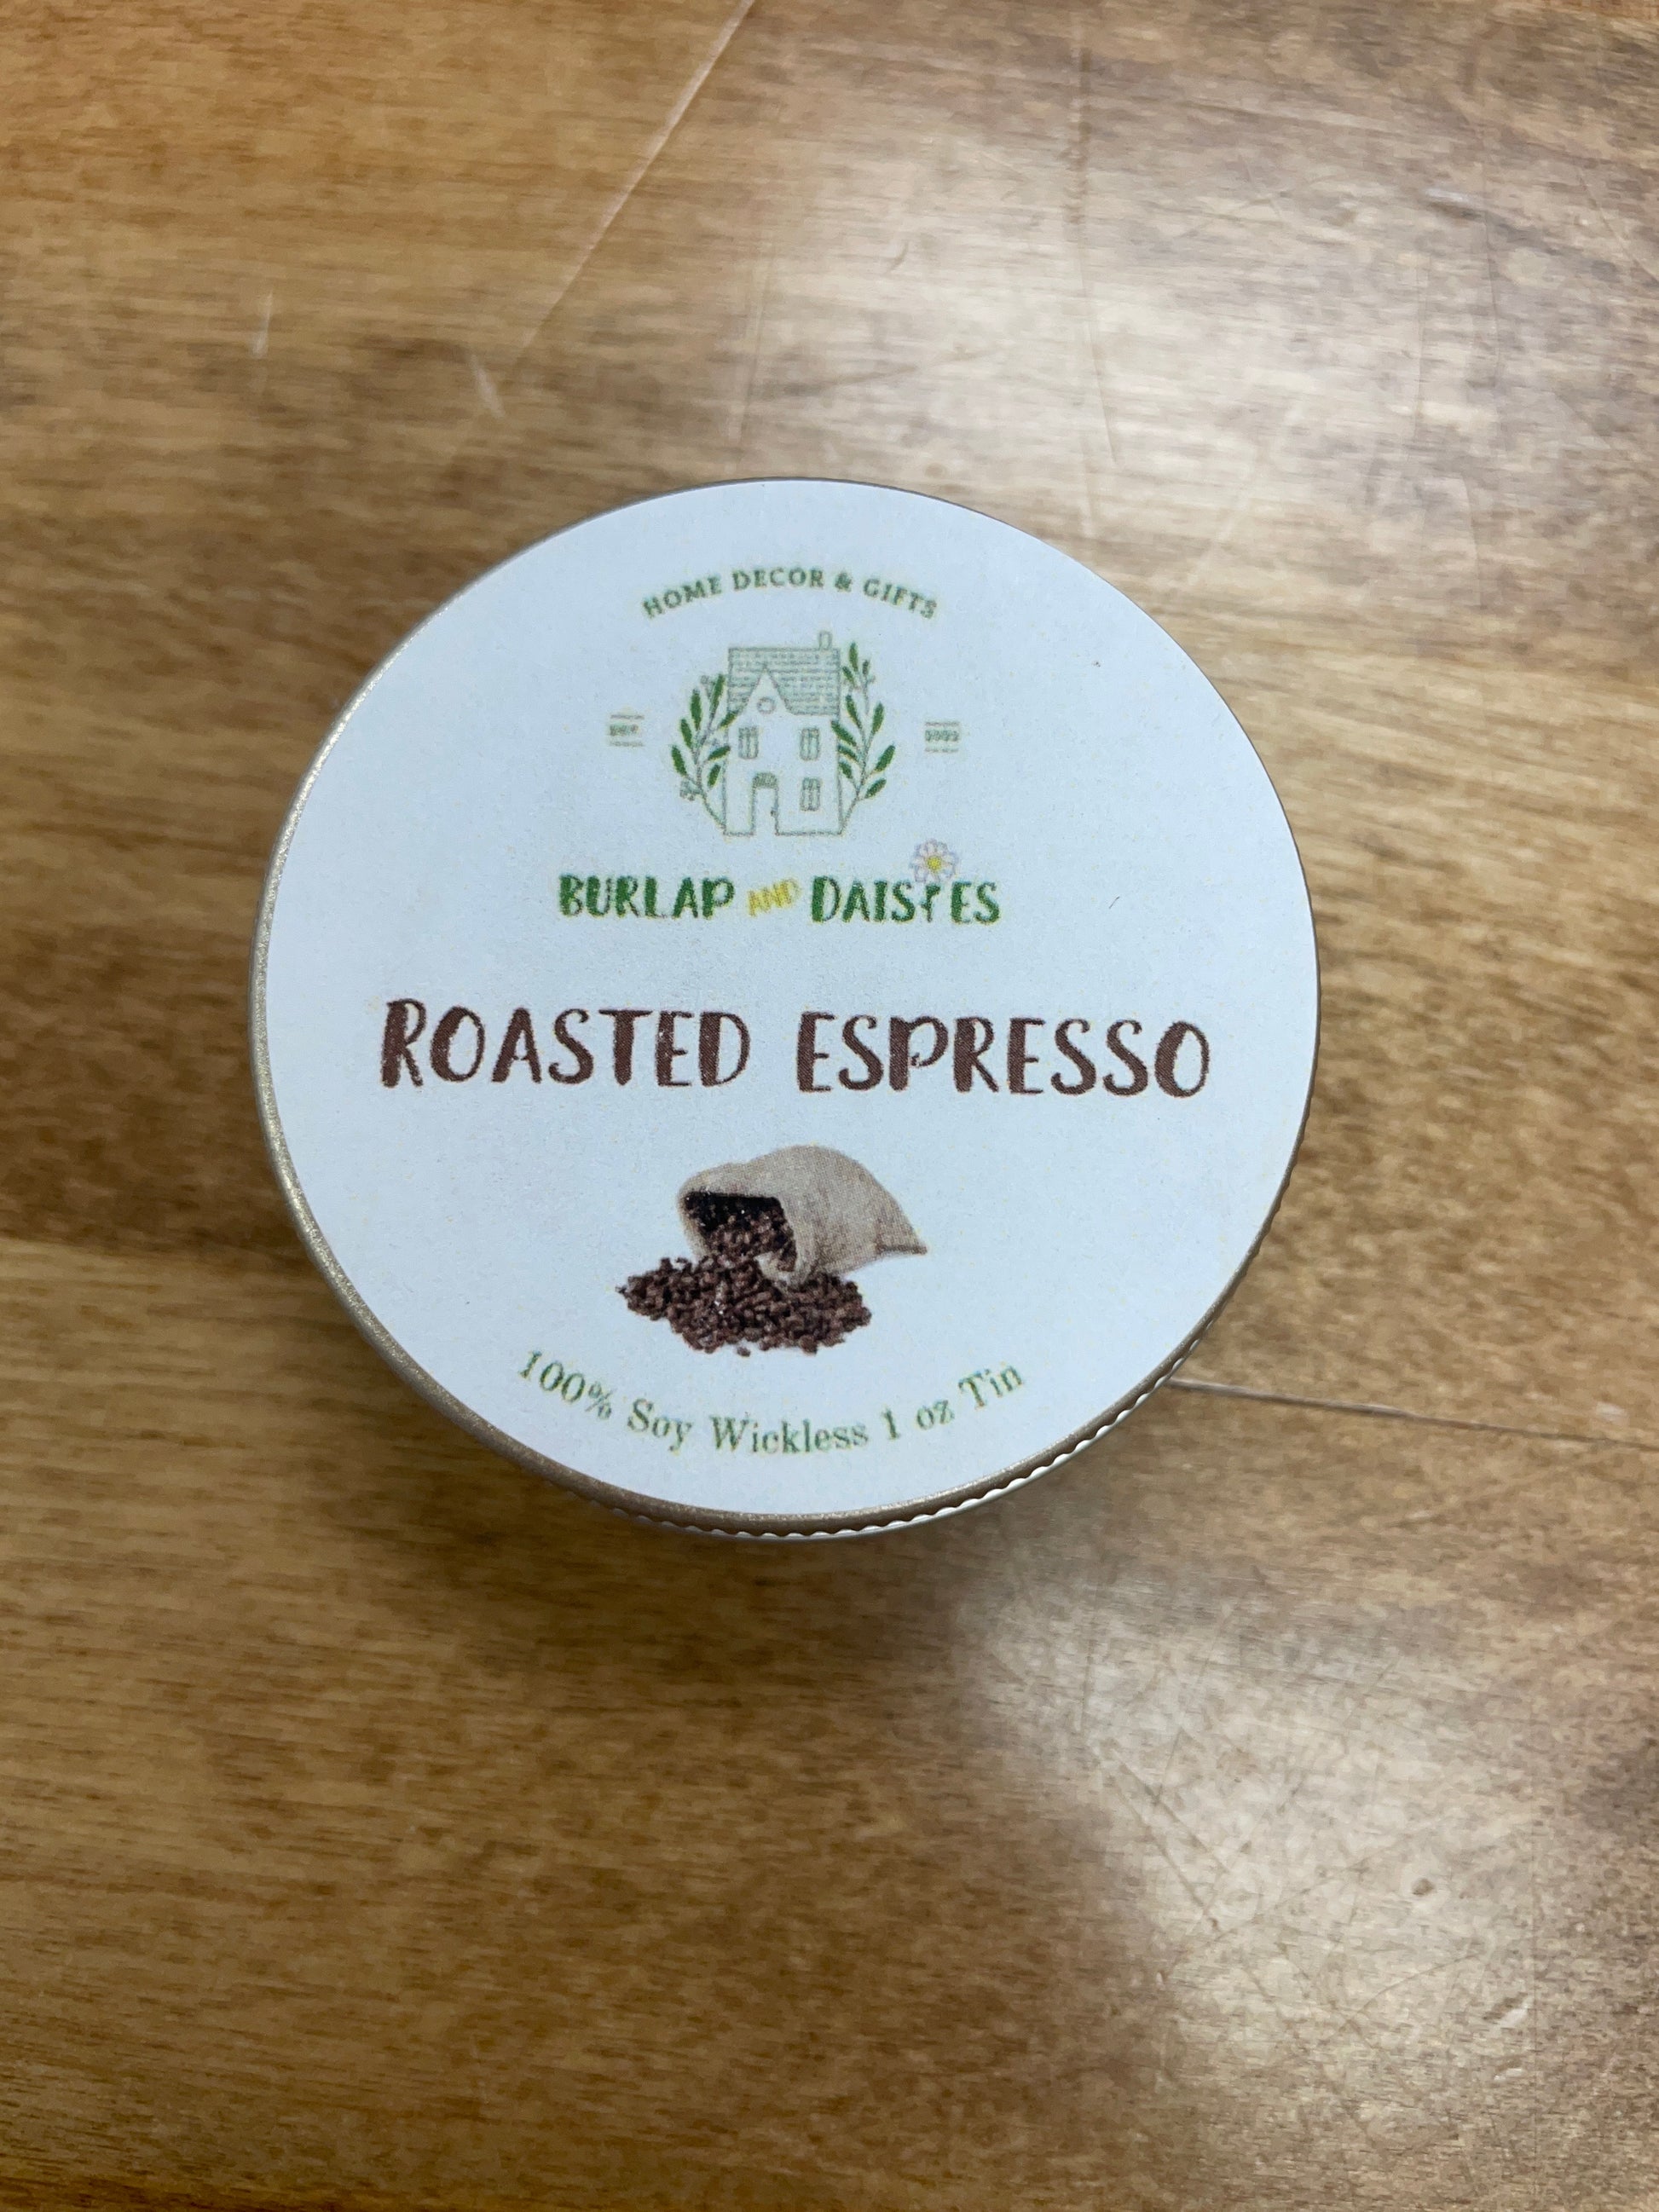 HOME DECOR & GIFTS
BURLAP AND DAISIES
ROASTED ESPRESSO
100% Soy Wickless 1 oz Tin